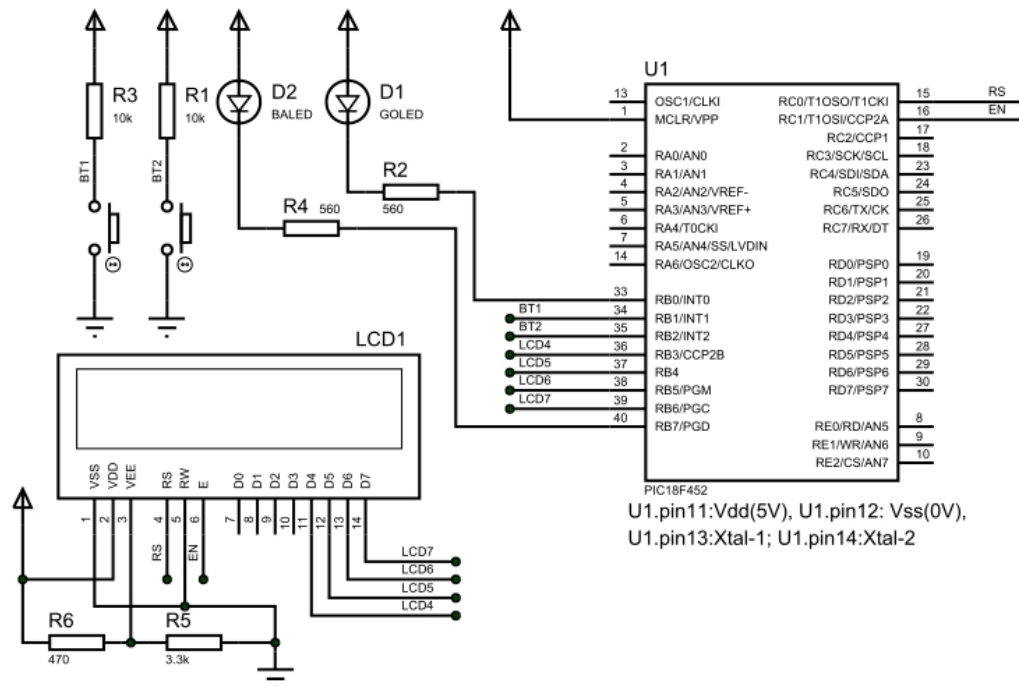 R3
10k
BT1
R1
10k
BT2
D2
BALED
D1
GOLED
R2
560
R4
560
U1
13
OSC1/CLKI
1
MCLR/VPP
2
RA0/AN0
3
RA1/AN1
4
RA2/AN2/VREF-
5
RA3/AN3/VREF+
6
RA4/T0CKI
7
RA5/AN4/SS/LVDIN
14
RA6/OSC2/CLKO
33
RB0/INT0
BT1
34
RB1/INT1
BT2
35
RB2/INT2
LCD4
36
RB3/CCP2B
LCD5
37
RB4
LCD6
38
RB5/PGM
LCD7
39
RB6/PGC
40
RB7/PGD
RC0/T1OSO/T1CKI
15
RS
RC1/T1OSI/CCP2A
16
EN
RC2/CCP1
17
RC3/SCK/SCL
18
RC4/SDI/SDA
23
RC5/SDO
24
RC6/TX/CK
25
RC7/RX/DT
26
RD0/PSP0
19
RD1/PSP1
20
RD2/PSP2
21
RD3/PSP3
22
RD4/PSP4
27
RD5/PSP5
28
RD6/PSP6
29
RD7/PSP7
30
RE0/RD/AN5
8
RE1/WR/AN6
9
RE2/CS/AN7
10
PIC18F452
U1.pin11:Vdd(5V), U1.pin12: Vss(0V),
U1.pin13:Xtal-1; U1.pin14:Xtal-2
LCD1
VSS
VDD
VEE
RS
RW
E
D0
D1
D2
D3
D4
D5
D6
D7
1
2
3
4
5
6
7
8
9
10
11
12
13
14
RS
EN
LCD7
LCD6
LCD5
LCD4
R6
470
R5
3.3k